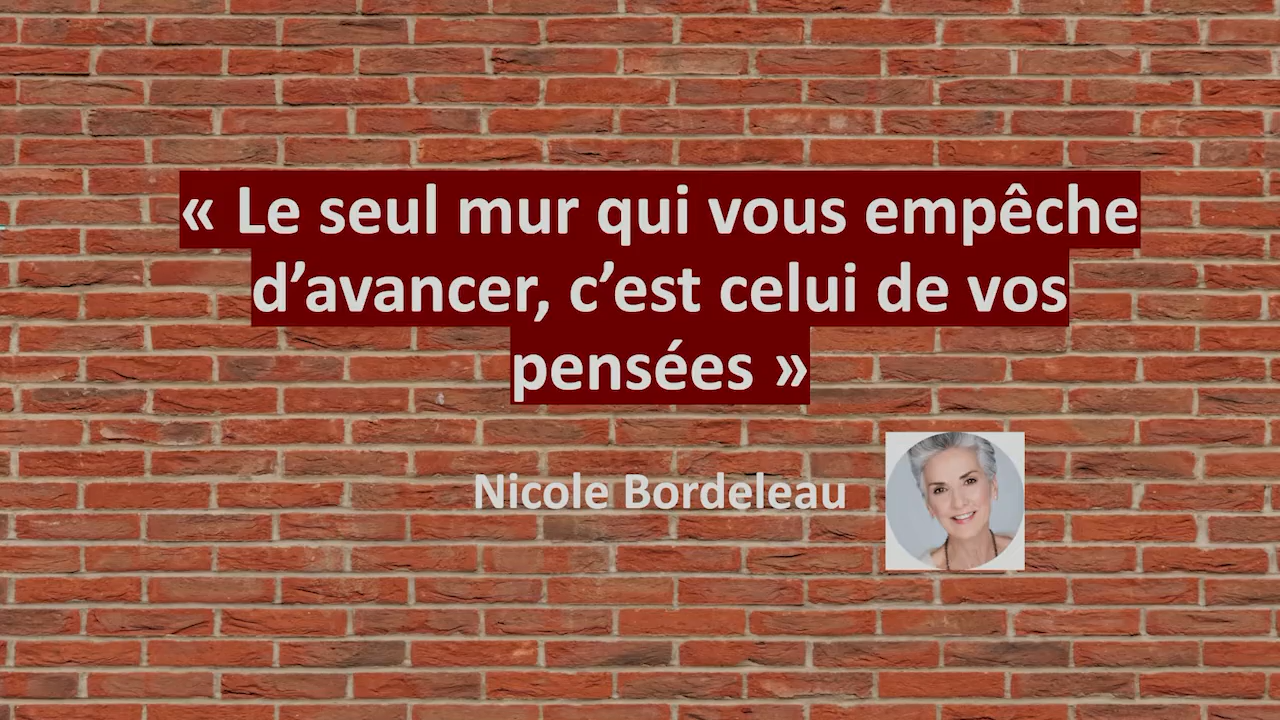 « Le seul mur qui vous empêche
d’avancer, c’est celui de vos
pensées »
Nicole Bordeleau